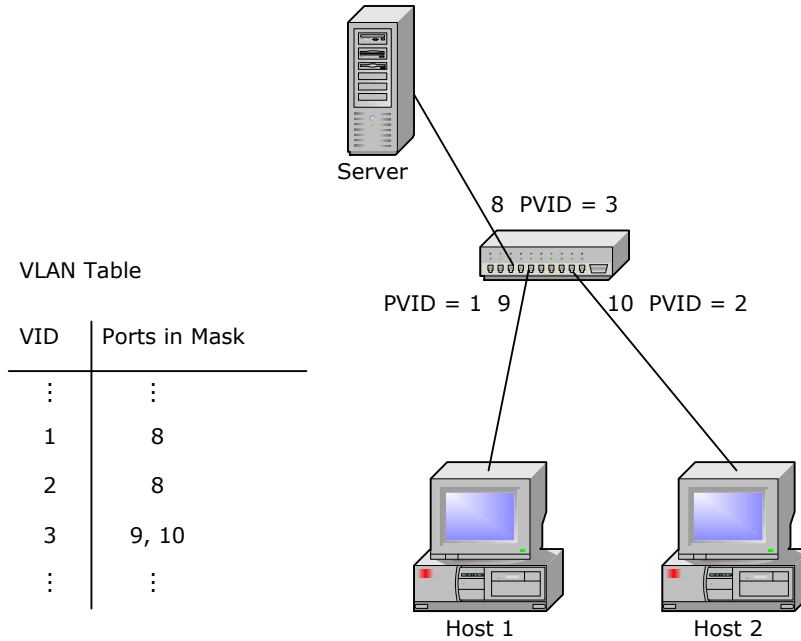 Server
8 PVID = 3
VLAN Table
PVID = 1 9
10 PVID = 2
VID Ports in Mask
⋮ ⋮
1 8
2 8
3 9, 10
⋮ ⋮
Host 1
Host 2